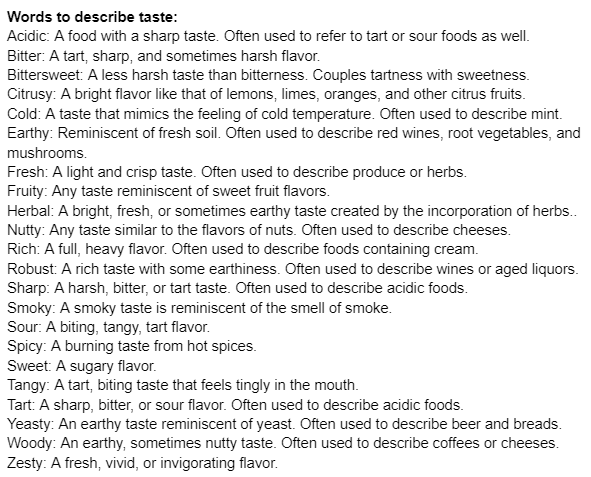 Words to describe taste:
Acidic: A food with a sharp taste. Often used to refer to tart or sour foods as well.
Bitter: A tart, sharp, and sometimes harsh flavor.
Bittersweet: A less harsh taste than bitterness. Couples tartness with sweetness.
Citrusy: A bright flavor like that of lemons, limes, oranges, and other citrus fruits.
Cold: A taste that mimics the feeling of cold temperature. Often used to describe mint.
Earthy: Reminiscent of fresh soil. Often used to describe red wines, root vegetables, and
mushrooms.
Fresh: A light and crisp taste. Often used to describe produce or herbs.
Fruity: Any taste reminiscent of sweet fruit flavors.
Herbal: A bright, fresh, or sometimes earthy taste created by the incorporation of herbs..
Nutty: Any taste similar to the flavors of nuts. Often used to describe cheeses.
Rich: A full, heavy flavor. Often used to describe foods containing cream.
Robust: A rich taste with some earthiness. Often used to describe wines or aged liquors.
Sharp: A harsh, bitter, or tart taste. Often used to describe acidic foods.
Smoky: A smoky taste is reminiscent of the smell of smoke.
Sour: A biting, tangy, tart flavor.
Spicy: A burning taste from hot spices.
Sweet: A sugary flavor.
Tangy: A tart, biting taste that feels tingly in the mouth.
Tart: A sharp, bitter, or sour flavor. Often used to describe acidic foods.
Yeasty: An earthy taste reminiscent of yeast. Often used to describe beer and breads.
Woody: An earthy, sometimes nutty taste. Often used to describe coffees or cheeses.
Zesty: A fresh, vivid, or invigorating flavor.